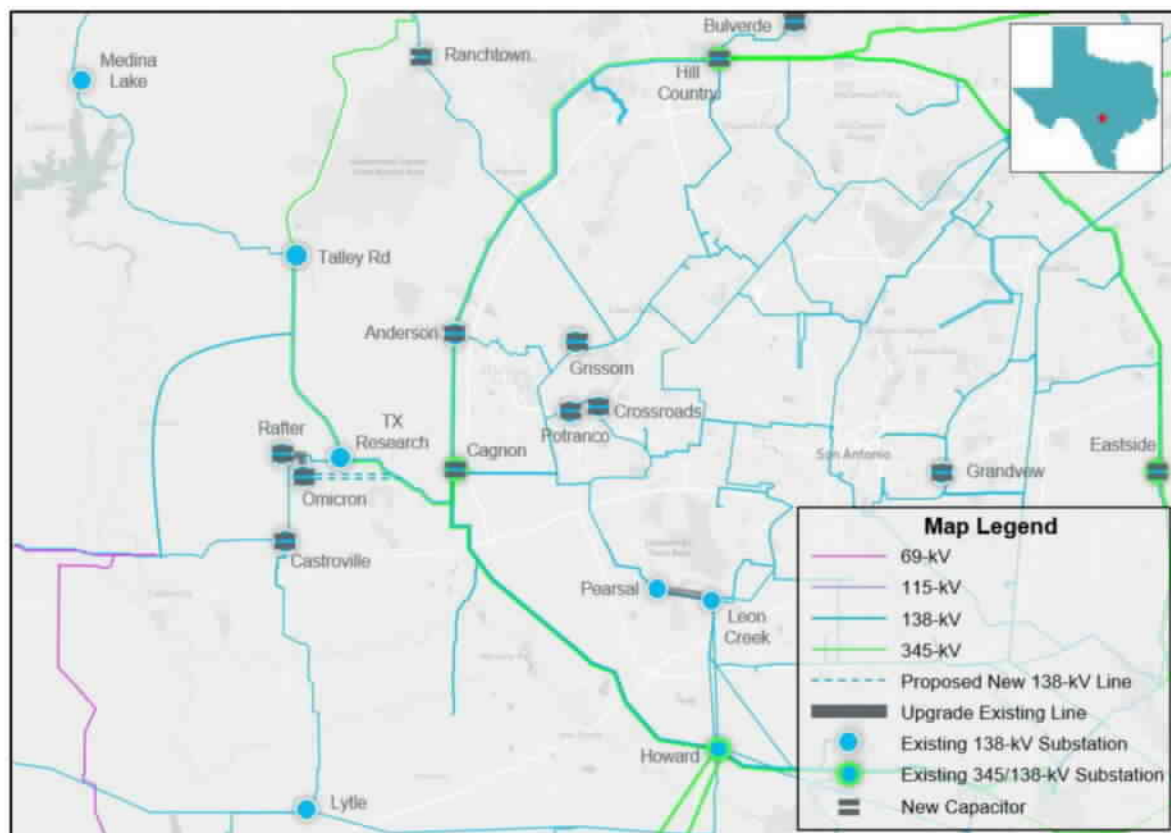 Bulverde
Medina
Lake
Ranchtown
Hill
Country
Talley Rd
Anderson
Grissom
Crossroads
Potranco
Rafter
TX
Research
Cagnon
Omicron
San Antonio
Grandvew
Eastside
Castroville
Pearsal
Leon
Creek
Howard
Lytle
Map Legend
69-kV
115-kV
138-kV
345-kV
Proposed New 138-kV Line
Upgrade Existing Line
Existing 138-kV Substation
Existing 345/138-kV Substation
New Capacitor